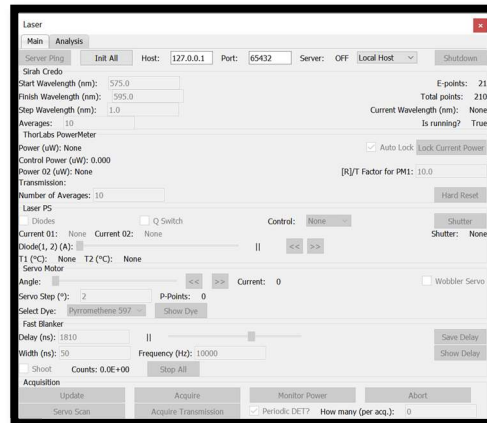 Laser
Main Analysis
Server Ping Init All Host: 127.0.0.1 Port: 65432 Server: OFF Local Host Shutdown
Sirah Credo
Start Wavelength (nm): 575.0 E-points: 21
Finish Wavelength (nm): 595.0 Total points: 210
Step Wavelength (nm): 1.0 Current Wavelength (nm): None
Averages: 10 Is running? True
ThorLabs PowerMeter
Power (uW): None Auto Lock Lock Current Power
Control Power (uW): 0.000
Power 02 (uW): None [R]/T Factor for PM1: 10.0
Transmission:
Number of Averages: 10 Hard Reset
Laser PS
Diodes Q Switch Control: None Shutter
Current 01: None Current 02: None Shutter: None
Diode(1, 2) (A): || << >>
T1 (°C): None T2 (°C): None
Servo Motor
Angle: << >> Current: 0 Wobbler Servo
Servo Step (°): 2 P-Points: 0
Select Dye: Pyrromethene 597 Show Dye
Fast Blanker
Delay (ns): 1810 || Save Delay
Width (ns): 50 Frequency (Hz): 10000 Show Delay
Shoot Counts: 0.0E+00 Stop All
Acquisition
Update Acquire Monitor Power Abort
Servo Scan Acquire Transmission Periodic DET? How many (per acq.): 0